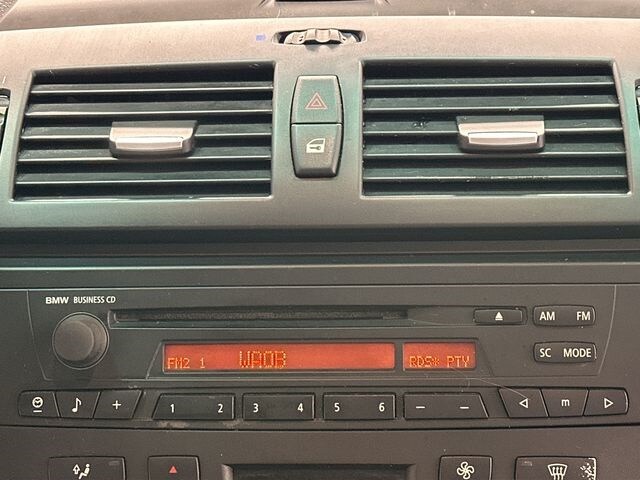 BMW BUSINESS CD
AM FM
FM2 1 WAOB RDS* PTY
SC MODE
+ 1 2 3 4 5 6 – – m